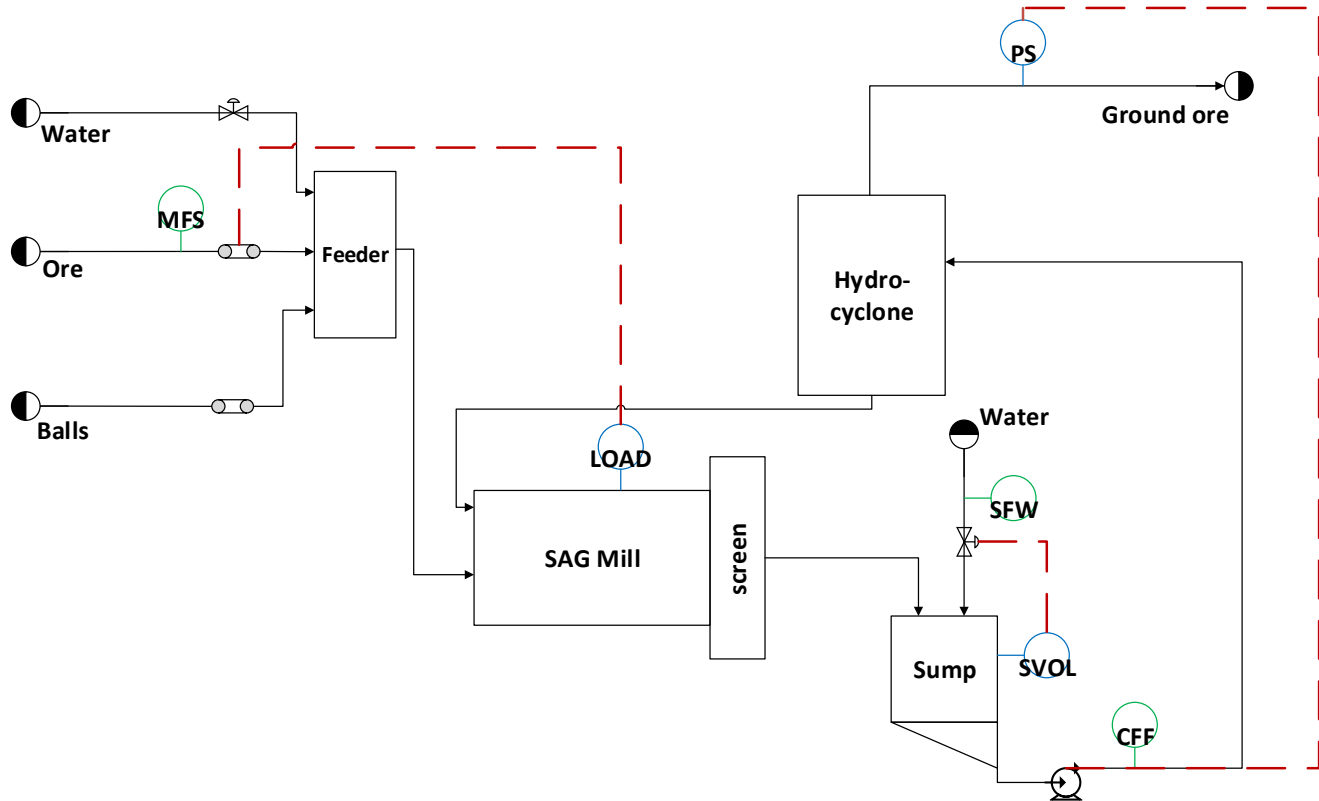 PS
Ground ore
Water
MFS
Ore
Feeder
Hydro-
cyclone
Balls
Water
LOAD
SFW
SAG Mill
screen
Sump
SVOL
CFF